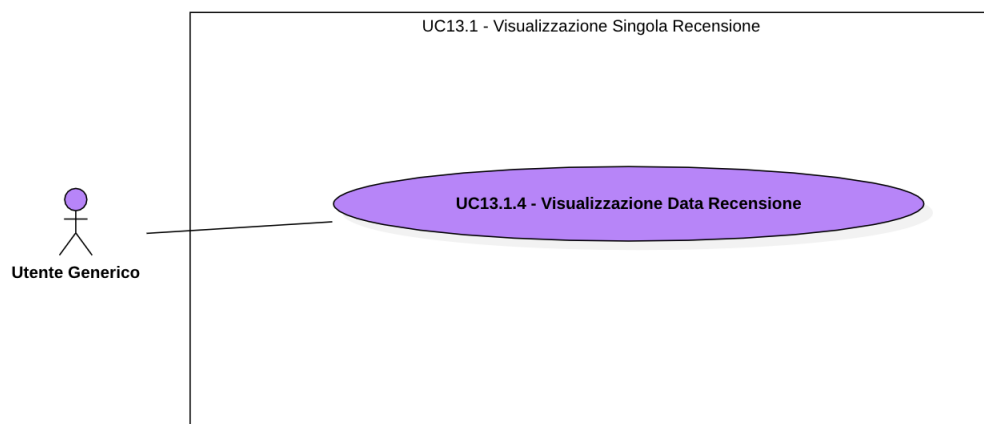 UC13.1 - Visualizzazione Singola Recensione
UC13.1.4 - Visualizzazione Data Recensione
Utente Generico